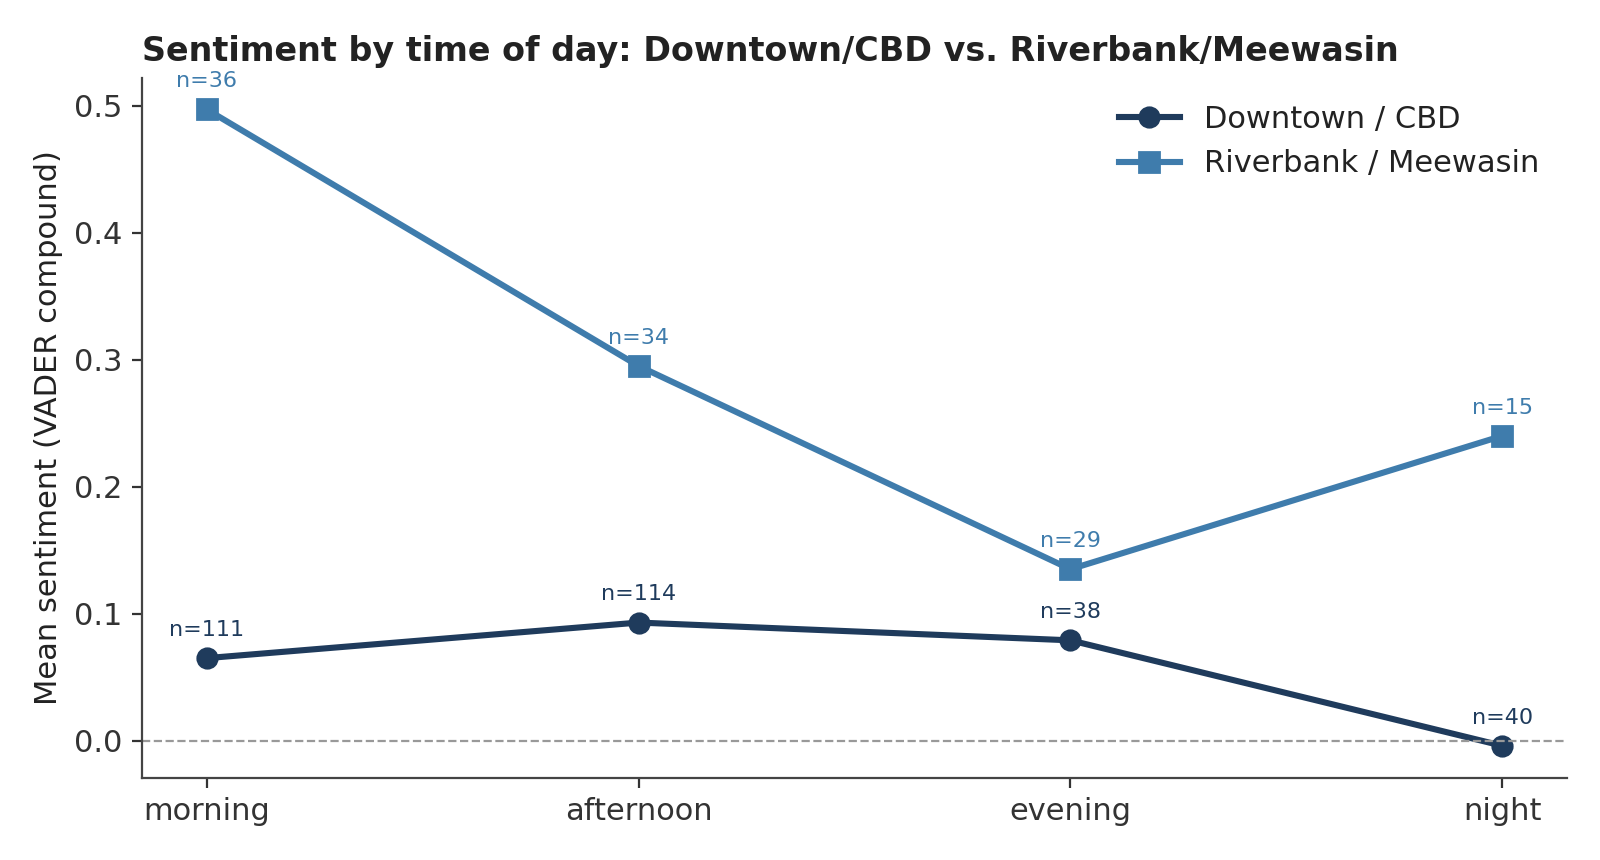 Sentiment by time of day: Downtown/CBD vs. Riverbank/Meewasin
n=36
0.5
Downtown / CBD
Riverbank / Meewasin
0.4
n=34
0.3
n=15
0.2
n=29
n=114
n=38
0.1
n=111
n=40
0.0
Mean sentiment (VADER compound)
morning afternoon evening night